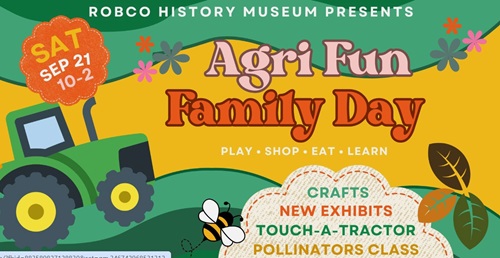 ROBCO HISTORY MUSEUM PRESENTS
SAT
SEP 21
10-2
Agri Fun
Family Day
PLAY • SHOP • EAT • LEARN
CRAFTS
NEW EXHIBITS
TOUCH-A-TRACTOR
POLLINATORS CLASS